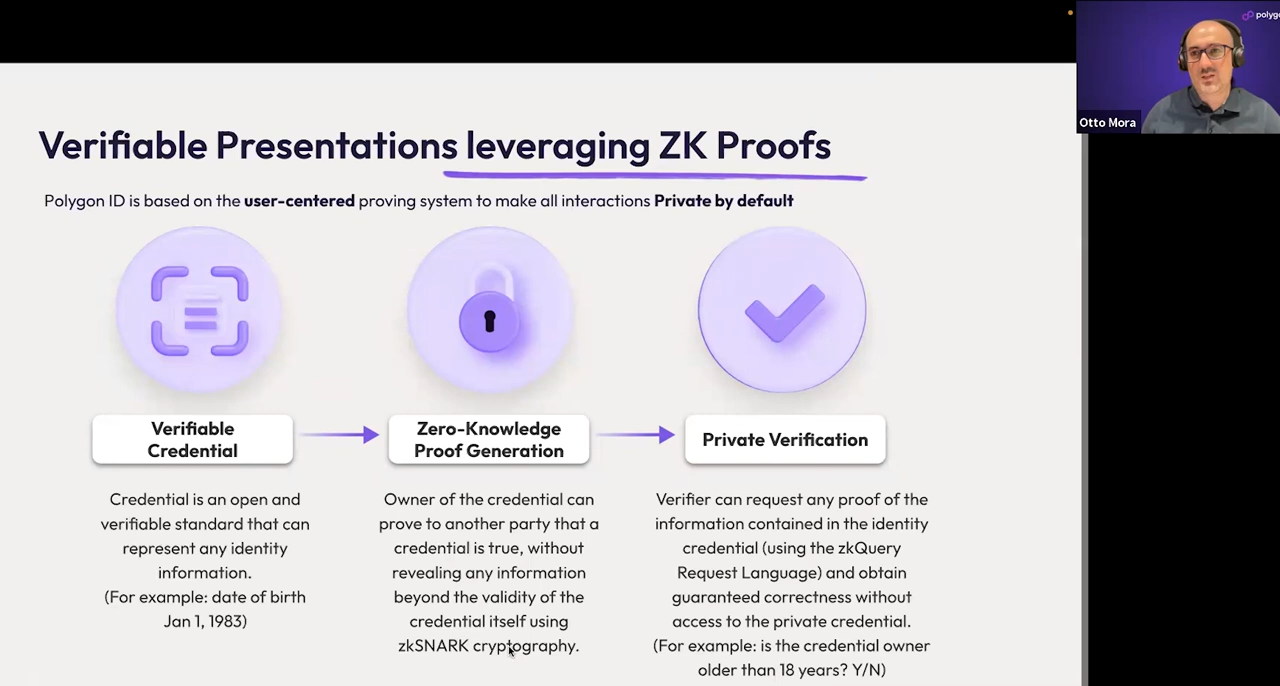 polygo
Otto Mora
Verifiable Presentations leveraging ZK Proofs
Polygon ID is based on the user-centered proving system to make all interactions Private by default
Verifiable
Credential
Credential is an open and
verifiable standard that can
represent any identity
information.
(For example: date of birth
Jan 1, 1983)
Zero-Knowledge
Proof Generation
Owner of the credential can
prove to another party that a
credential is true, without
revealing any information
beyond the validity of the
credential itself using
zkSNARK cryptography.
Private Verification
Verifier can request any proof of the
information contained in the identity
credential (using the zkQuery
Request Language) and obtain
guaranteed correctness without
access to the private credential.
(For example: is the credential owner
older than 18 years? Y/N)